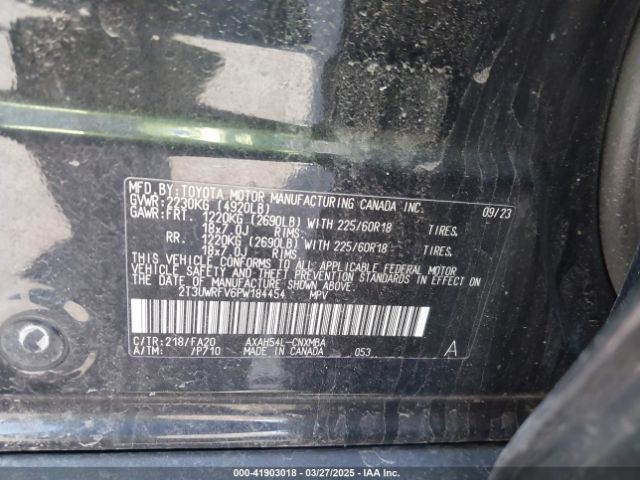 MFD. BY: TOYOTA MOTOR MANUFACTURING CANADA INC. 09/23
GVWR: 2230KG (4920LB)
GAWR: FRT. 1220KG (2690LB) WITH 225/60R18 TIRES,
18x7.0J RIMS
RR. 1220KG (2690LB) WITH 225/60R18 TIRES,
18x7.0J RIMS
THIS VEHICLE CONFORMS TO ALL APPLICABLE FEDERAL MOTOR
VEHICLE SAFETY AND THEFT PREVENTION STANDARDS IN EFFECT ON
THE DATE OF MANUFACTURE SHOWN ABOVE.
2T3UWRFV6PW184454 MPV
C/TR: 218/FA20 AXAH54L-CNXMBA
A/TM: /P710 MADE IN CANADA 053 A
000-41903018 | 03/27/2025 | IAA Inc.